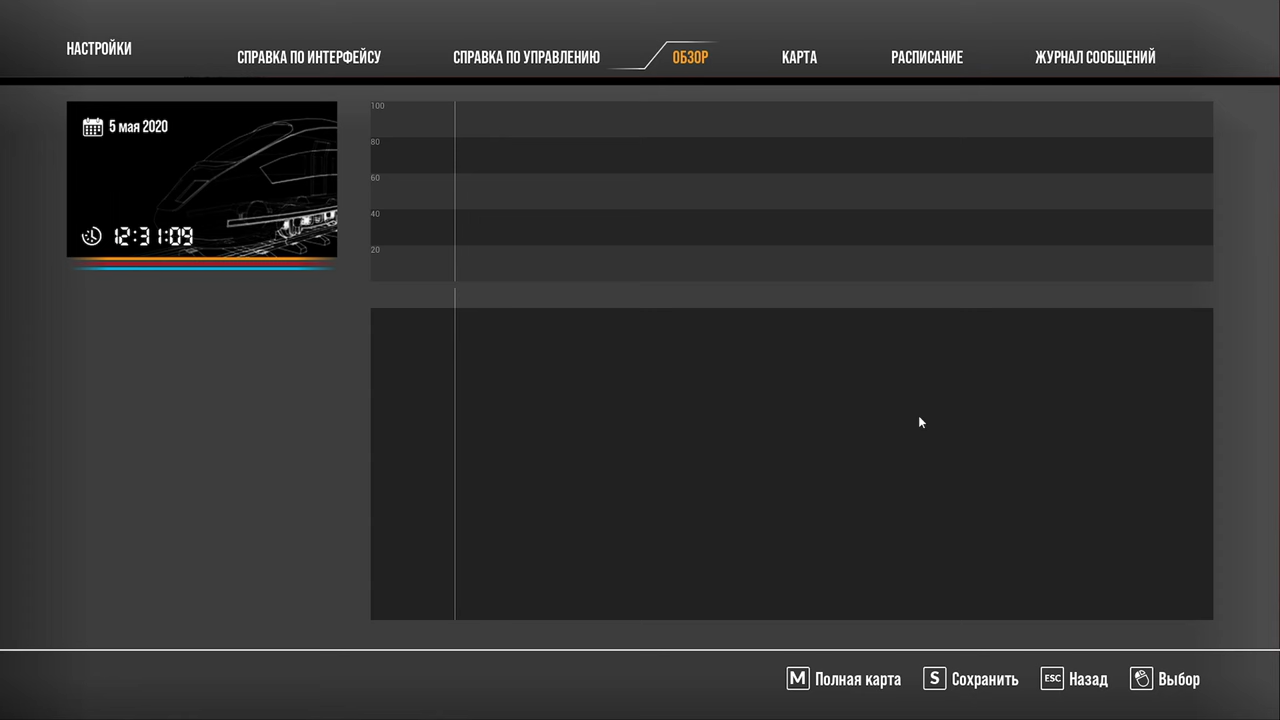 НАСТРОЙКИ
СПРАВКА ПО ИНТЕРФЕЙСУ
СПРАВКА ПО УПРАВЛЕНИЮ
ОБЗОР
КАРТА
РАСПИСАНИЕ
ЖУРНАЛ СООБЩЕНИЙ
5 мая 2020
12:31:09
100
80
60
40
20
M Полная карта
S Сохранить
ESC Назад
Выбор